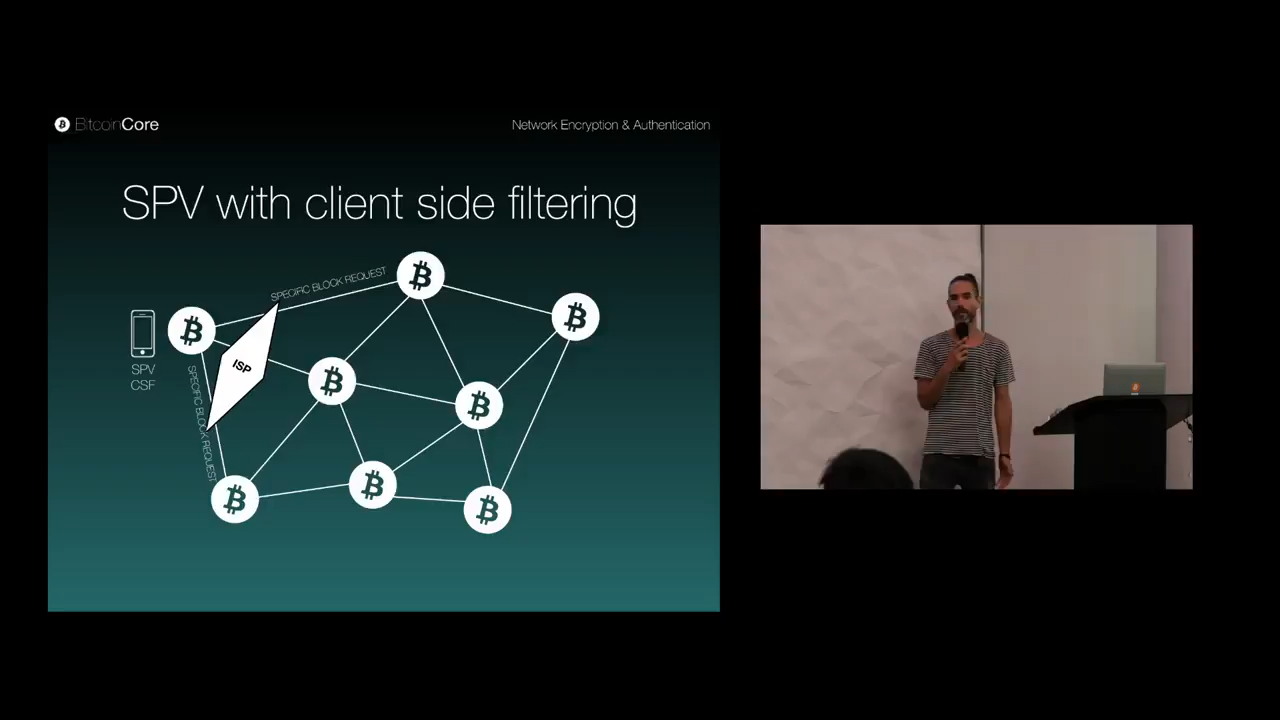 BitcoinCore
Network Encryption & Authentication
SPV with client side filtering
SPECIFIC BLOCK REQUEST
ISP
SPV
CSF
SPECIFIC BLOCK REQUEST